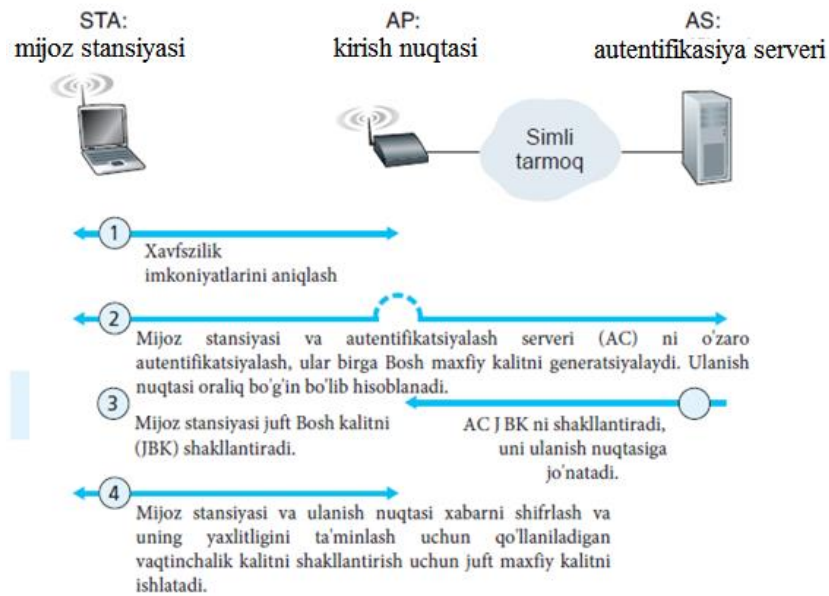 STA:
mijoz stansiyasi
AP:
kirish nuqtasi
AS:
autentifikasiya serveri
Simli
tarmoq
1
Xavfszilik
imkoniyatlarini aniqlash
2
Mijoz stansiyasi va autentifikatsiyalash serveri (AC) ni o'zaro
autentifikatsiyalash, ular birga Bosh maxfiy kalitni generatsiyalaydi. Ulanish
nuqtasi oraliq bo'g'in bo'lib hisoblanadi.
3
Mijoz stansiyasi juft Bosh kalitni
(JBK) shakllantiradi.
AC J BK ni shakllantiradi,
uni ulanish nuqtasiga
jo'natadi.
4
Mijoz stansiyasi va ulanish nuqtasi xabarni shifrlash va
uning yaxlitligini ta'minlash uchun qo'llaniladigan
vaqtinchalik kalitni shakllantirish uchun juft maxfiy kalitni
ishlatadi.